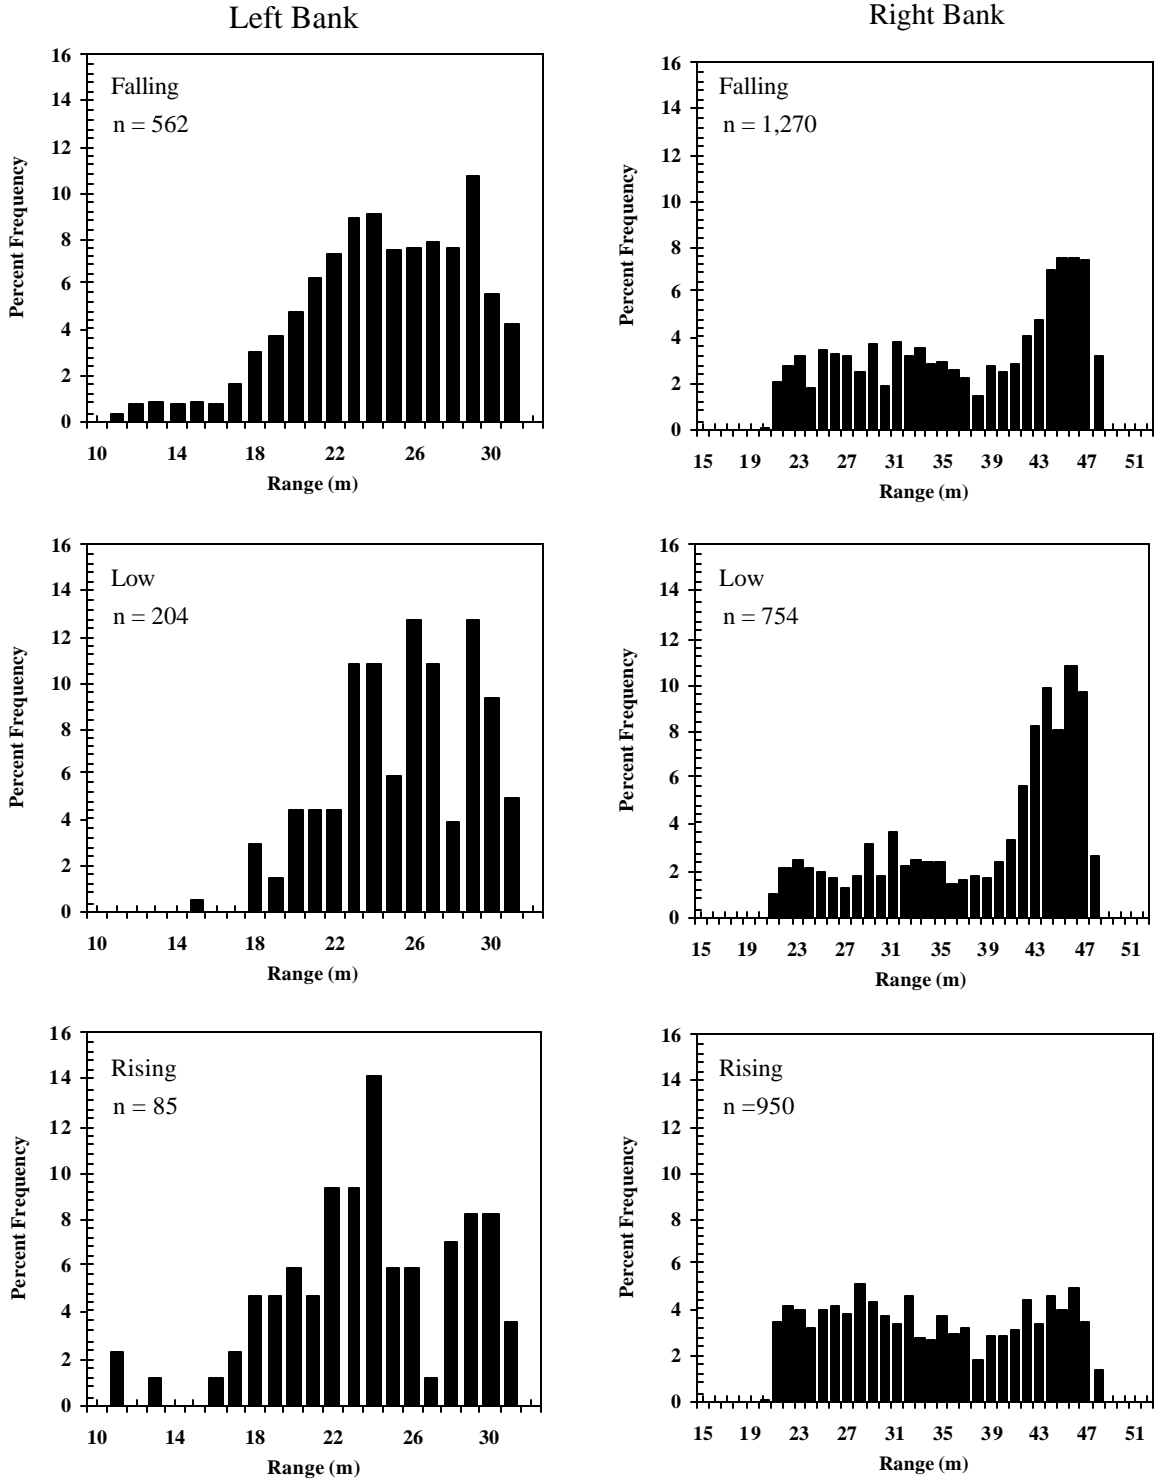 Left Bank
Right Bank
Falling
n = 562
Percent Frequency
16
14
12
10
8
6
4
2
0
10 14 18 22 26 30
Range (m)
Falling
n = 1,270
Percent Frequency
16
14
12
10
8
6
4
2
0
15 19 23 27 31 35 39 43 47 51
Range (m)
Low
n = 204
Percent Frequency
16
14
12
10
8
6
4
2
0
10 14 18 22 26 30
Range (m)
Low
n = 754
Percent Frequency
16
14
12
10
8
6
4
2
0
15 19 23 27 31 35 39 43 47 51
Range (m)
Rising
n = 85
Percent Frequency
16
14
12
10
8
6
4
2
0
10 14 18 22 26 30
Range (m)
Rising
n =950
Percent Frequency
16
14
12
10
8
6
4
2
0
15 19 23 27 31 35 39 43 47 51
Range (m)